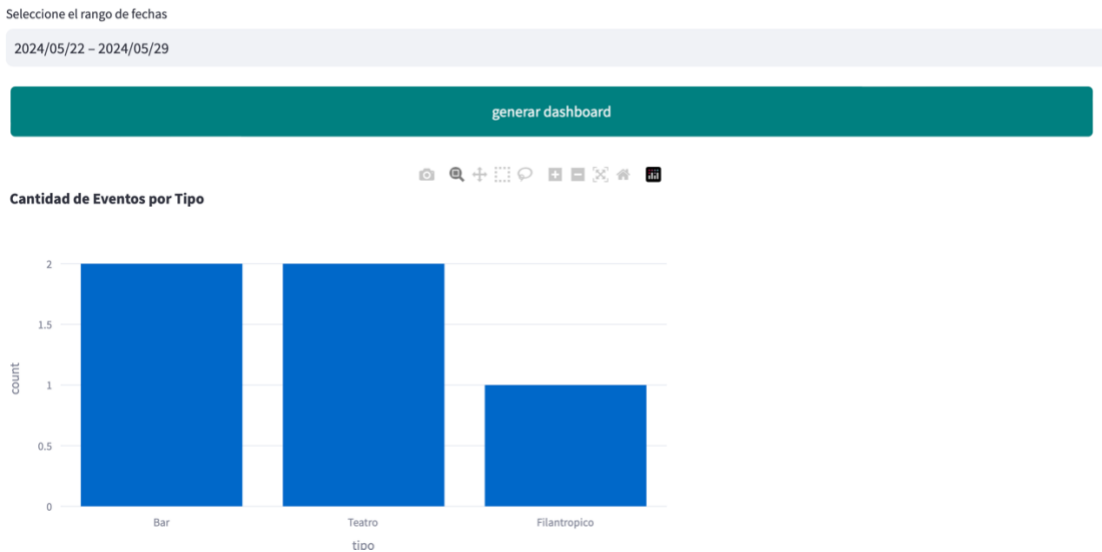 Seleccione el rango de fechas
2024/05/22 – 2024/05/29
generar dashboard
Cantidad de Eventos por Tipo
2
1.5
1
0.5
0
count
Bar
Teatro
Filantropico
tipo